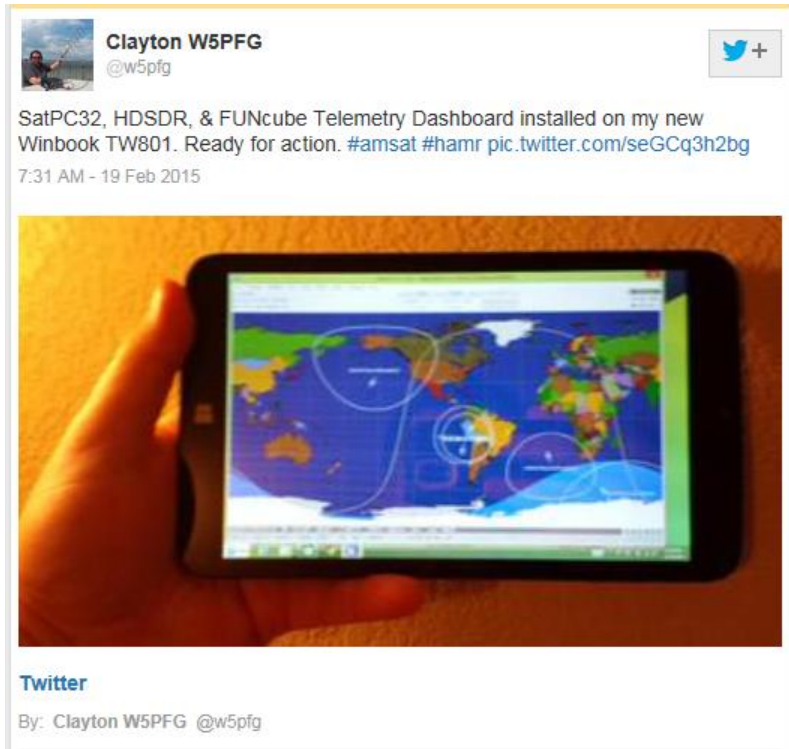 Clayton W5PFG
@w5pfg
SatPC32, HDSDR, & FUNcube Telemetry Dashboard installed on my new
Winbook TW801. Ready for action. #amsat #hamr pic.twitter.com/seGCq3h2bg
7:31 AM - 19 Feb 2015
Twitter
By: Clayton W5PFG @w5pfg